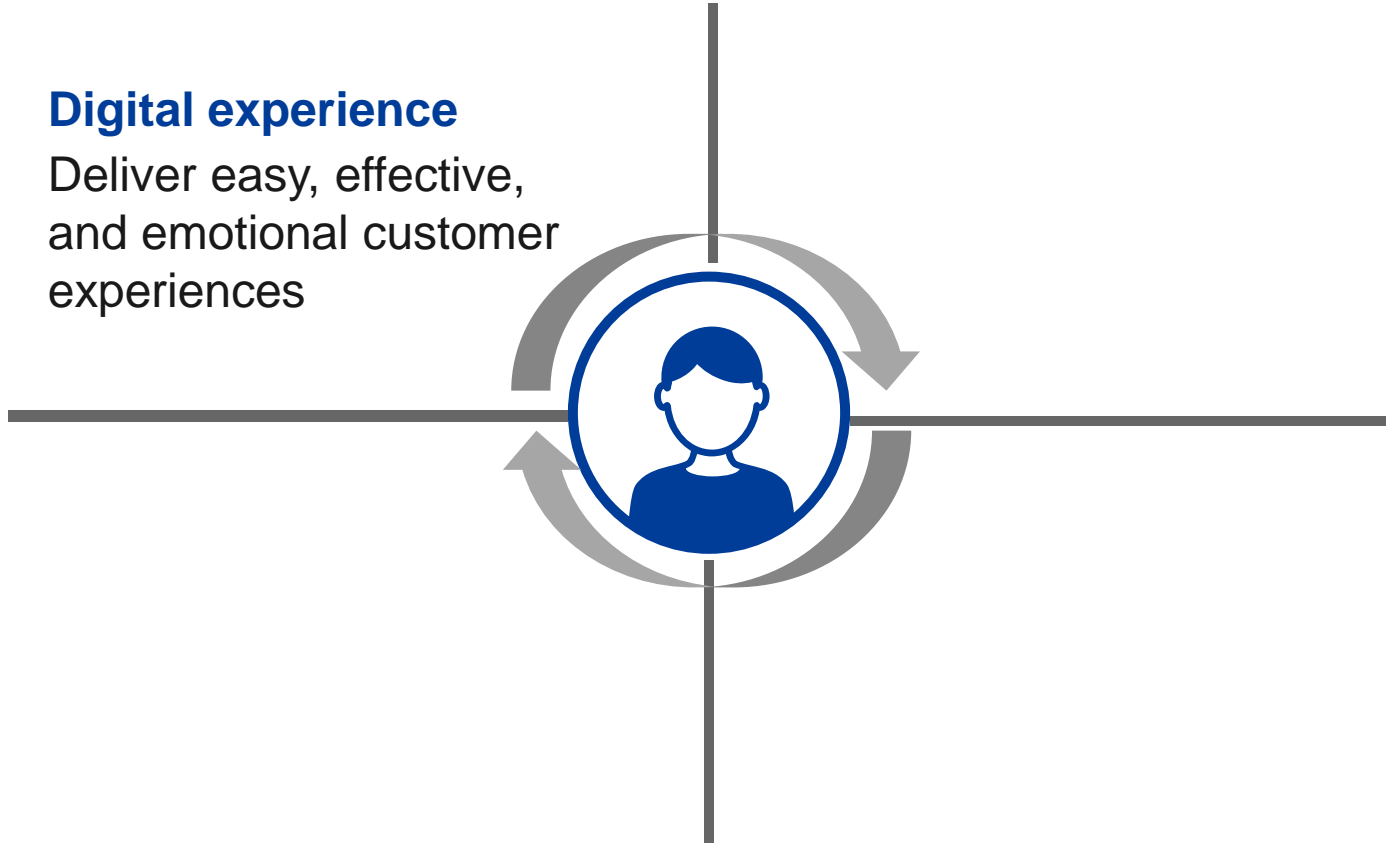 Digital experience
Deliver easy, effective,
and emotional customer
experiences